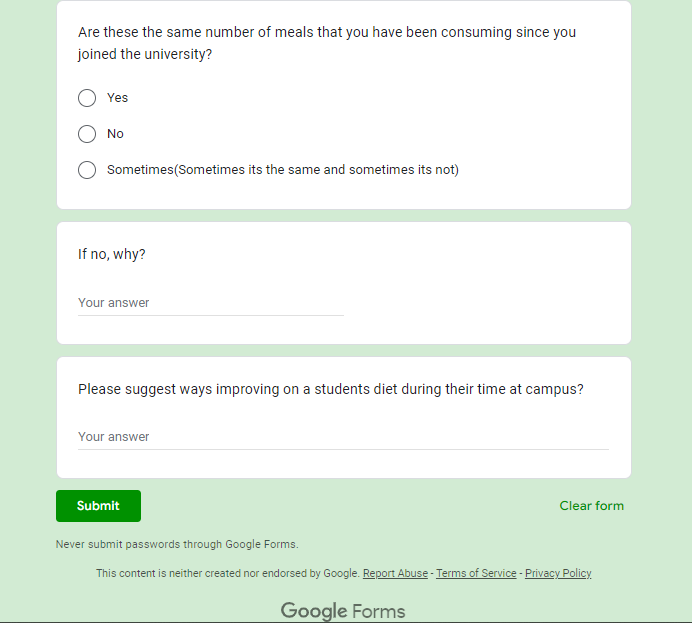 Are these the same number of meals that you have been consuming since you
joined the university?
Yes
No
Sometimes(Sometimes its the same and sometimes its not)
If no, why?
Your answer
Please suggest ways improving on a students diet during their time at campus?
Your answer
Submit
Clear form
Never submit passwords through Google Forms.
This content is neither created nor endorsed by Google. Report Abuse - Terms of Service - Privacy Policy
Google Forms